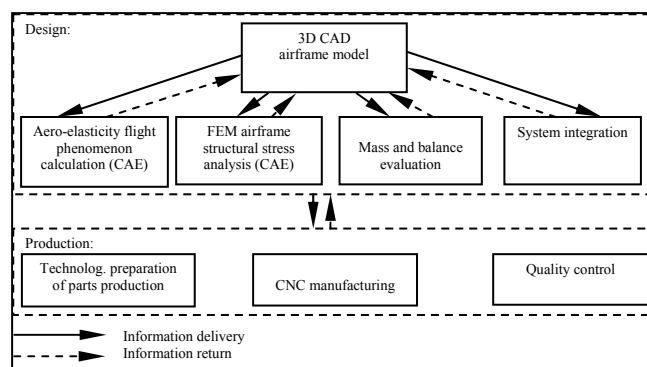 Design:
3D CAD
airframe model
Aero-elasticity flight
phenomenon
calculation (CAE)
FEM airframe
structural stress
analysis (CAE)
Mass and balance
evaluation
System integration
Production:
Technolog. preparation
of parts production
CNC manufacturing
Quality control
Information delivery
Information return